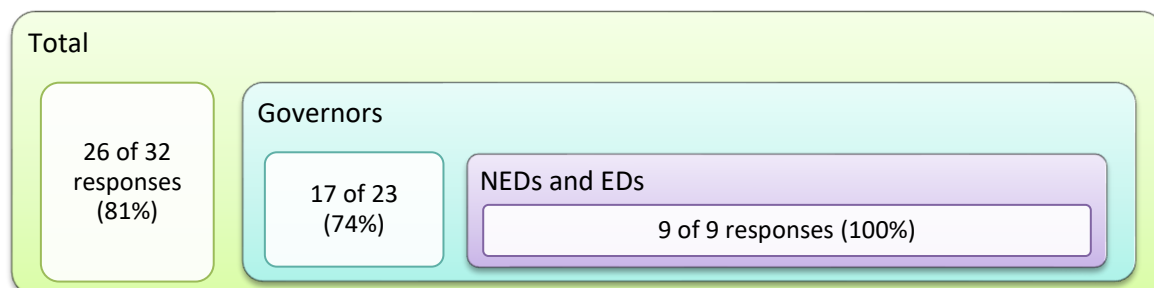 Total
26 of 32
responses
(81%)
Governors
17 of 23
(74%)
NEDs and EDs
9 of 9 responses (100%)